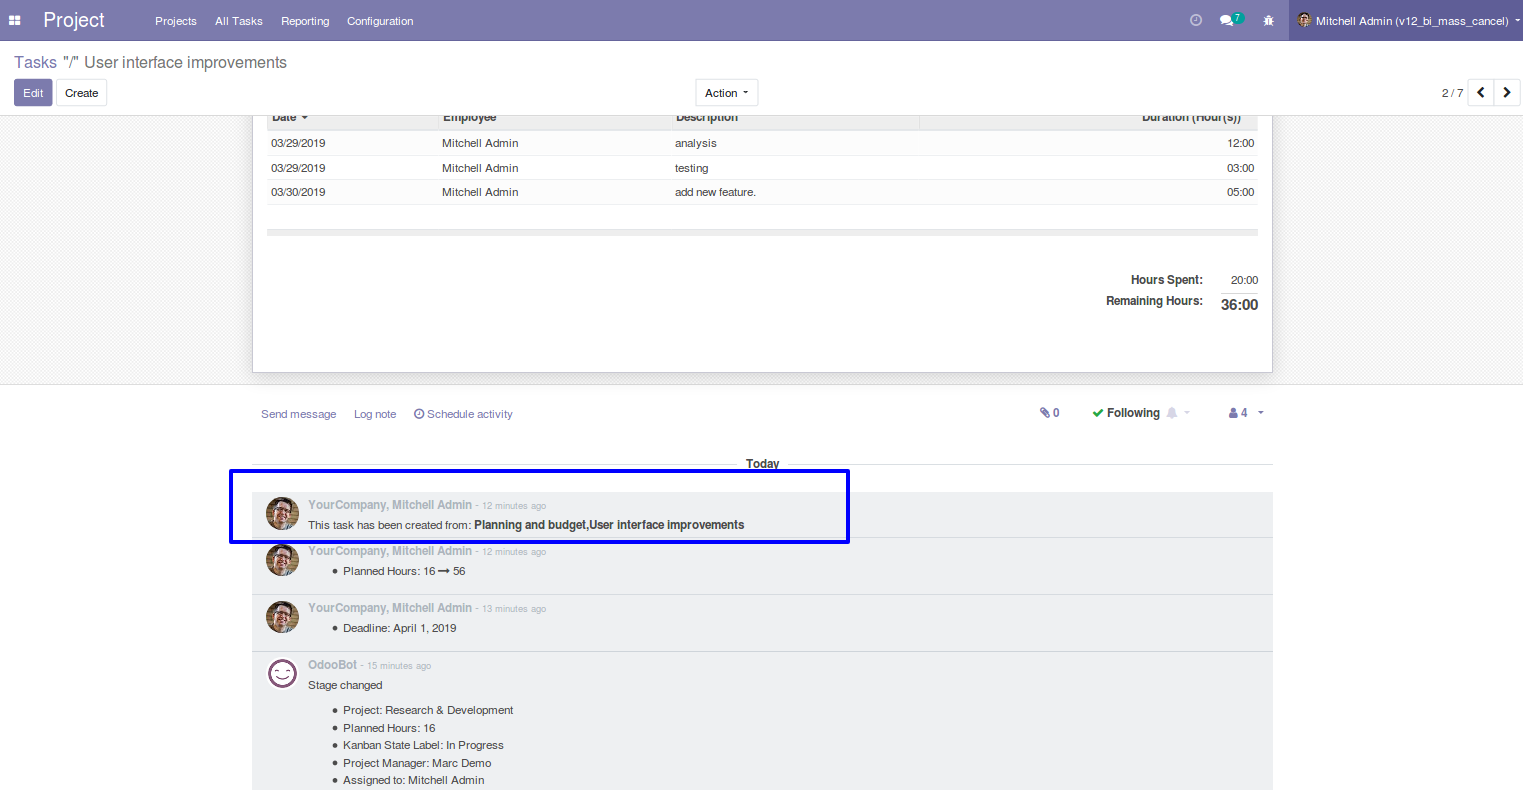 Project Projects All Tasks Reporting Configuration 7 Mitchell Admin (v12_bi_mass_cancel)
Tasks "/" User interface improvements
Edit Create Action 2 / 7
Date Employee Description Duration (Hour(s))
03/29/2019 Mitchell Admin analysis 12:00
03/29/2019 Mitchell Admin testing 03:00
03/30/2019 Mitchell Admin add new feature. 05:00
Hours Spent: 20:00
Remaining Hours: 36:00
Send message Log note Schedule activity 0 Following 4
Today
YourCompany, Mitchell Admin - 12 minutes ago
This task has been created from: Planning and budget,User interface improvements
YourCompany, Mitchell Admin - 12 minutes ago
• Planned Hours: 16 → 56
YourCompany, Mitchell Admin - 13 minutes ago
• Deadline: April 1, 2019
OdooBot - 15 minutes ago
Stage changed
• Project: Research & Development
• Planned Hours: 16
• Kanban State Label: In Progress
• Project Manager: Marc Demo
• Assigned to: Mitchell Admin